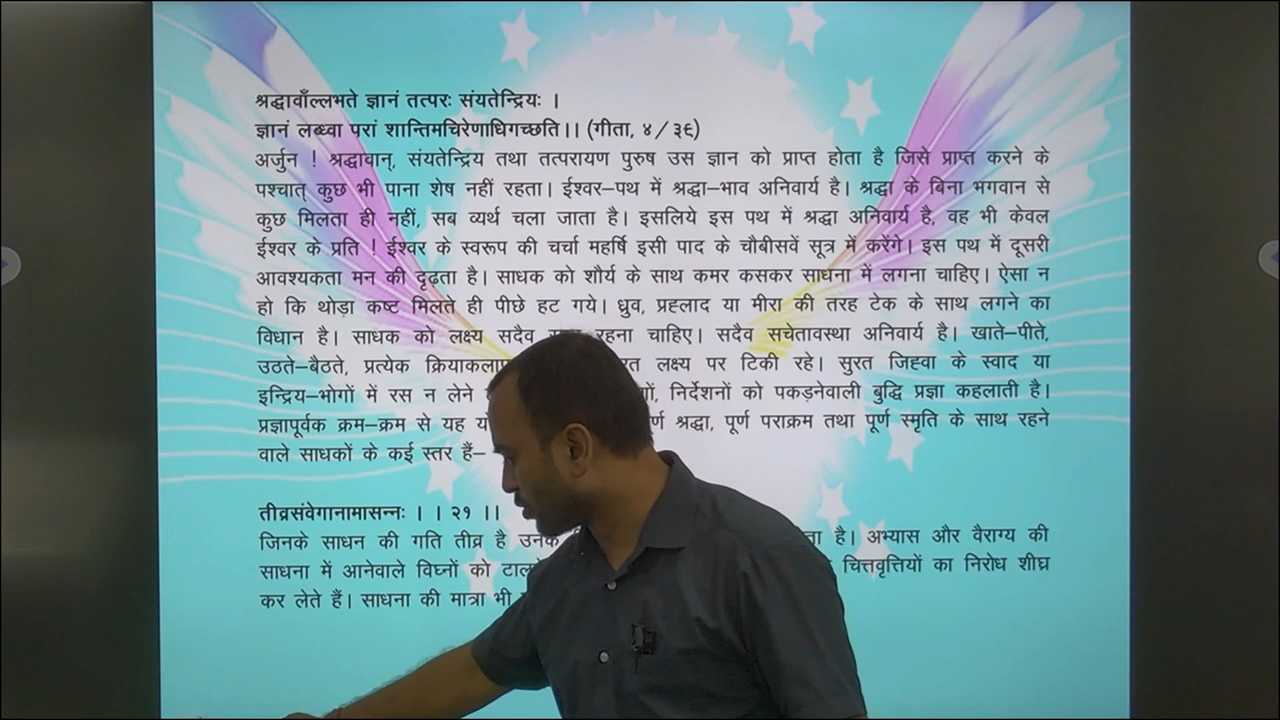 श्रद्धावाँल्लभते ज्ञानं तत्परः संयतेन्द्रियः ।
ज्ञानं लब्ध्वा परां शान्तिमचिरेणाधिगच्छति।। (गीता, ४/३९)
अर्जुन ! श्रद्धावान्, संयतेन्द्रिय तथा तत्परायण पुरुष उस ज्ञान को प्राप्त होता है जिसे प्राप्त करने के
पश्चात् कुछ भी पाना शेष नहीं रहता। ईश्वर–पथ में श्रद्धा–भाव अनिवार्य है। श्रद्धा के बिना भगवान से
कुछ मिलता ही नहीं, सब व्यर्थ चला जाता है। इसलिये इस पथ में श्रद्धा अनिवार्य है, वह भी केवल
ईश्वर के प्रति ! ईश्वर के स्वरूप की चर्चा महर्षि इसी पाद के चौबीसवें सूत्र में करेंगे। इस पथ में दूसरी
आवश्यकता मन की दृढ़ता है। साधक को शौर्य के साथ कमर कसकर साधना में लगना चाहिए। ऐसा न
हो कि थोड़ा कष्ट मिलते ही पीछे हट गये। ध्रुव, प्रह्लाद या मीरा की तरह टेक के साथ लगने का
विधान है। साधक को लक्ष्य सदैव रहना चाहिए। सदैव सचेतावस्था अनिवार्य है। खाते–पीते,
उठते–बैठते, प्रत्येक क्रियाकलाप लक्ष्य पर टिकी रहे। सुरत जिह्वा के स्वाद या
इन्द्रिय–भोगों में रस न लेने निर्देशनों को पकड़नेवाली बुद्धि प्रज्ञा कहलाती है।
प्रज्ञापूर्वक क्रम–क्रम से यह श्रद्धा, पूर्ण पराक्रम तथा पूर्ण स्मृति के साथ रहने
वाले साधकों के कई स्तर हैं–
तीव्रसंवेगानामासन्नः । । २१ ।।
जिनके साधन की गति तीव्र है उनके है। अभ्यास और वैराग्य की
साधना में आनेवाले विघ्नों को चित्तवृत्तियों का निरोध शीघ्र
कर लेते हैं। साधना की मात्रा भी